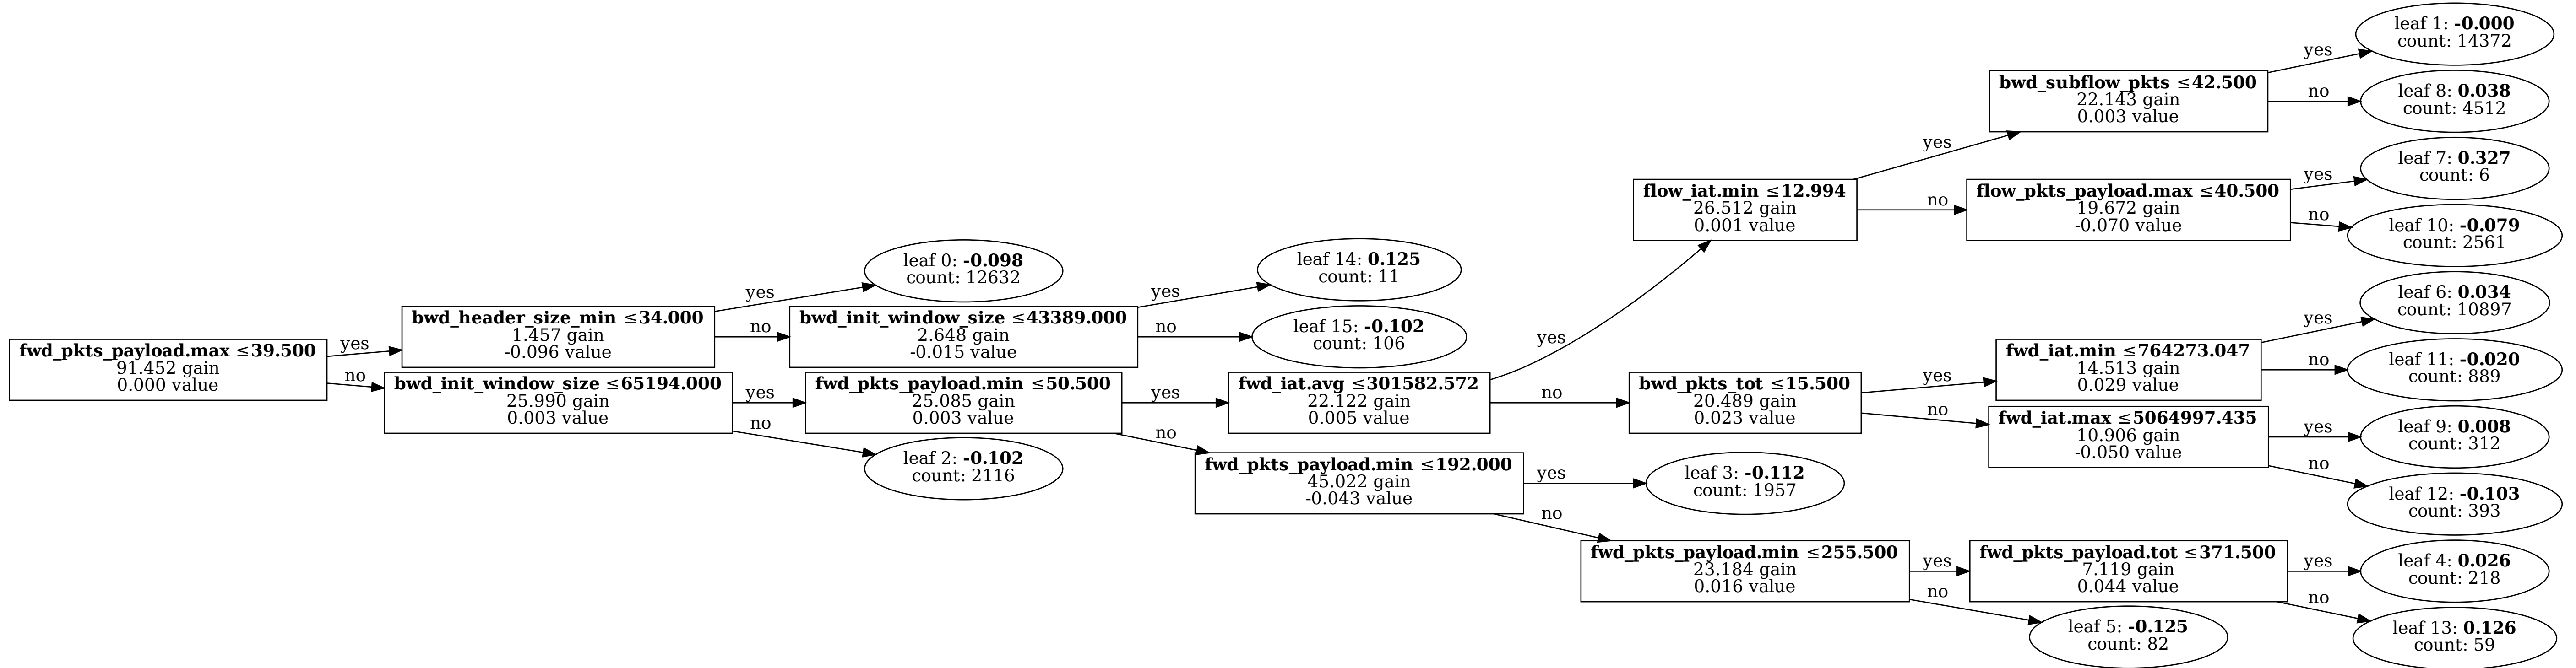 fwd_pkts_payload.max ≤39.500
91.452 gain
0.000 value
yes
no
bwd_header_size_min ≤34.000
1.457 gain
-0.096 value
yes
no
bwd_init_window_size ≤65194.000
25.990 gain
0.003 value
yes
no
leaf 0: -0.098
count: 12632
bwd_init_window_size ≤43389.000
2.648 gain
-0.015 value
yes
no
fwd_pkts_payload.min ≤50.500
25.085 gain
0.003 value
yes
no
leaf 2: -0.102
count: 2116
leaf 14: 0.125
count: 11
leaf 15: -0.102
count: 106
fwd_iat.avg ≤301582.572
22.122 gain
0.005 value
yes
no
fwd_pkts_payload.min ≤192.000
45.022 gain
-0.043 value
yes
no
flow_iat.min ≤12.994
26.512 gain
0.001 value
yes
no
bwd_pkts_tot ≤15.500
20.489 gain
0.023 value
yes
no
leaf 3: -0.112
count: 1957
fwd_pkts_payload.min ≤255.500
23.184 gain
0.016 value
yes
no
bwd_subflow_pkts ≤42.500
22.143 gain
0.003 value
yes
no
flow_pkts_payload.max ≤40.500
19.672 gain
-0.070 value
yes
no
fwd_iat.min ≤764273.047
14.513 gain
0.029 value
yes
no
fwd_iat.max ≤5064997.435
10.906 gain
-0.050 value
yes
no
fwd_pkts_payload.tot ≤371.500
7.119 gain
0.044 value
yes
no
leaf 5: -0.125
count: 82
leaf 1: -0.000
count: 14372
leaf 8: 0.038
count: 4512
leaf 7: 0.327
count: 6
leaf 10: -0.079
count: 2561
leaf 6: 0.034
count: 10897
leaf 11: -0.020
count: 889
leaf 9: 0.008
count: 312
leaf 12: -0.103
count: 393
leaf 4: 0.026
count: 218
leaf 13: 0.126
count: 59